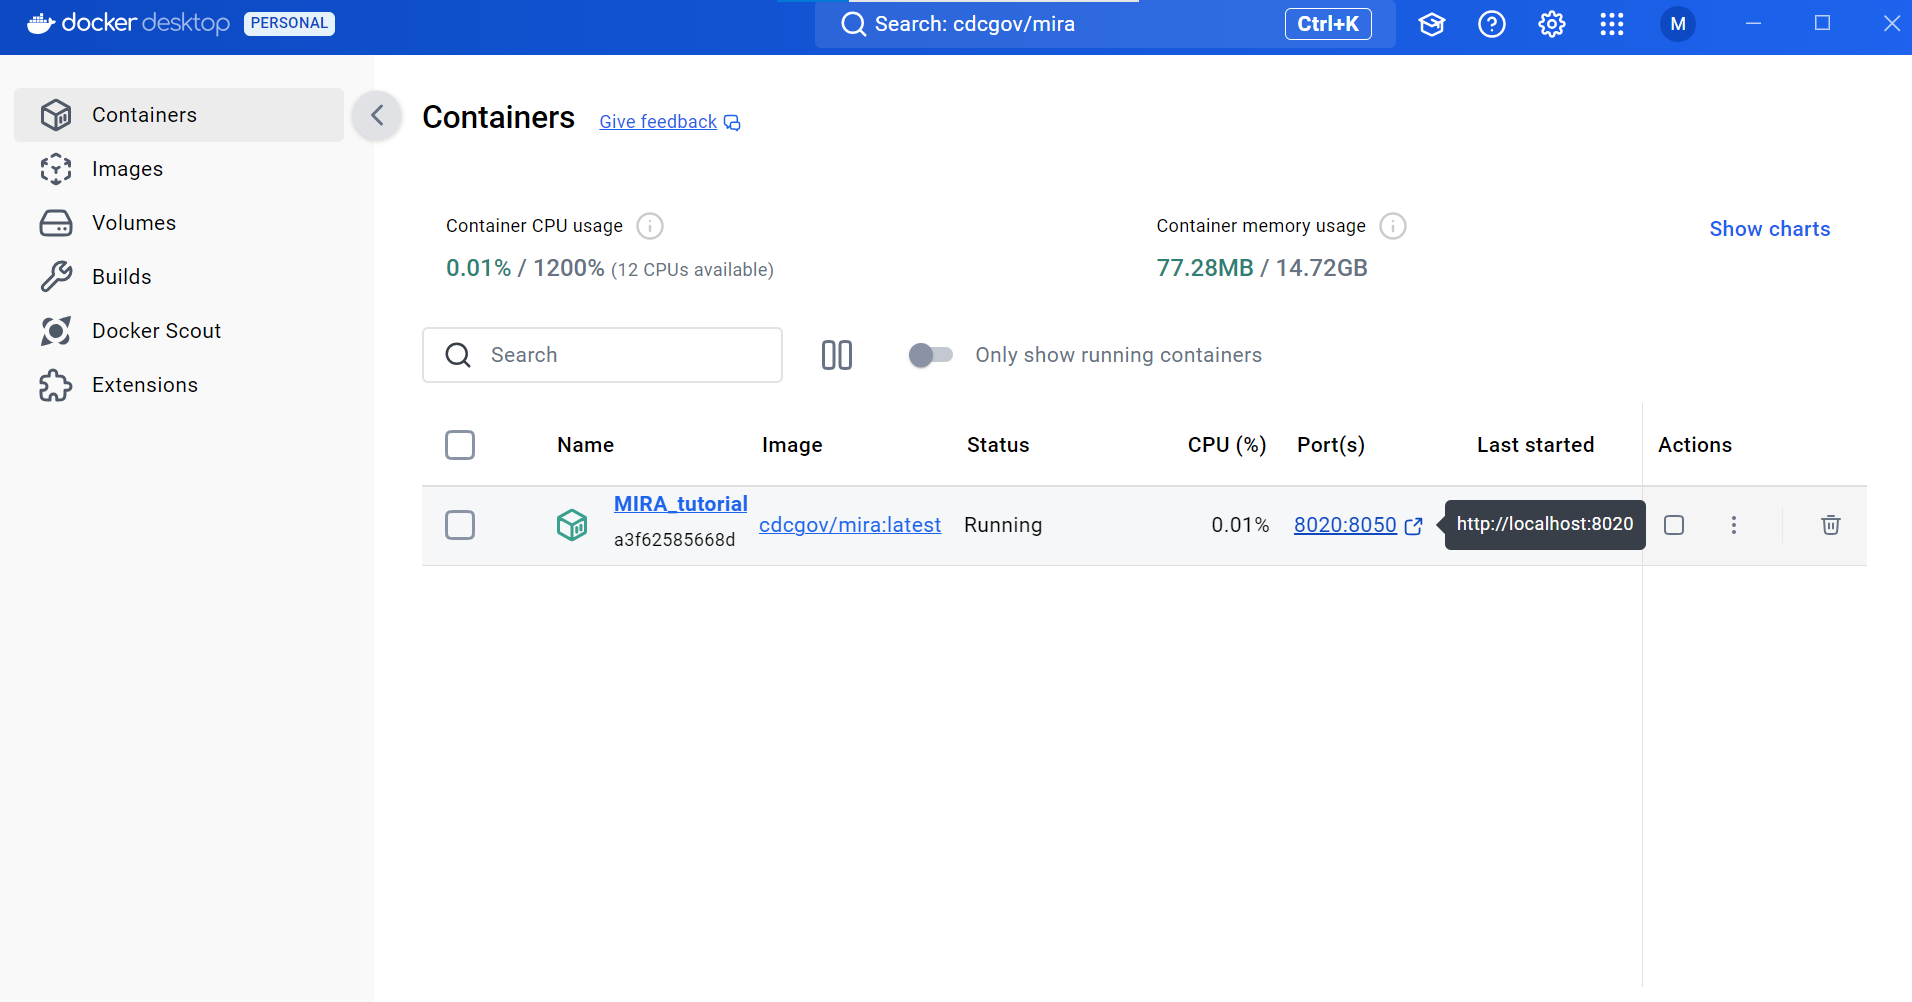 docker desktop PERSONAL
Search: cdcgov/mira Ctrl+K
M
Containers
Images
Volumes
Builds
Docker Scout
Extensions
Containers Give feedback
Container CPU usage
0.01% / 1200% (12 CPUs available)
Container memory usage
77.28MB / 14.72GB
Show charts
Search
Only show running containers
Name Image Status CPU (%) Port(s) Last started Actions
MIRA_tutorial
a3f62585668d
cdcgov/mira:latest Running 0.01% 8020:8050 http://localhost:8020